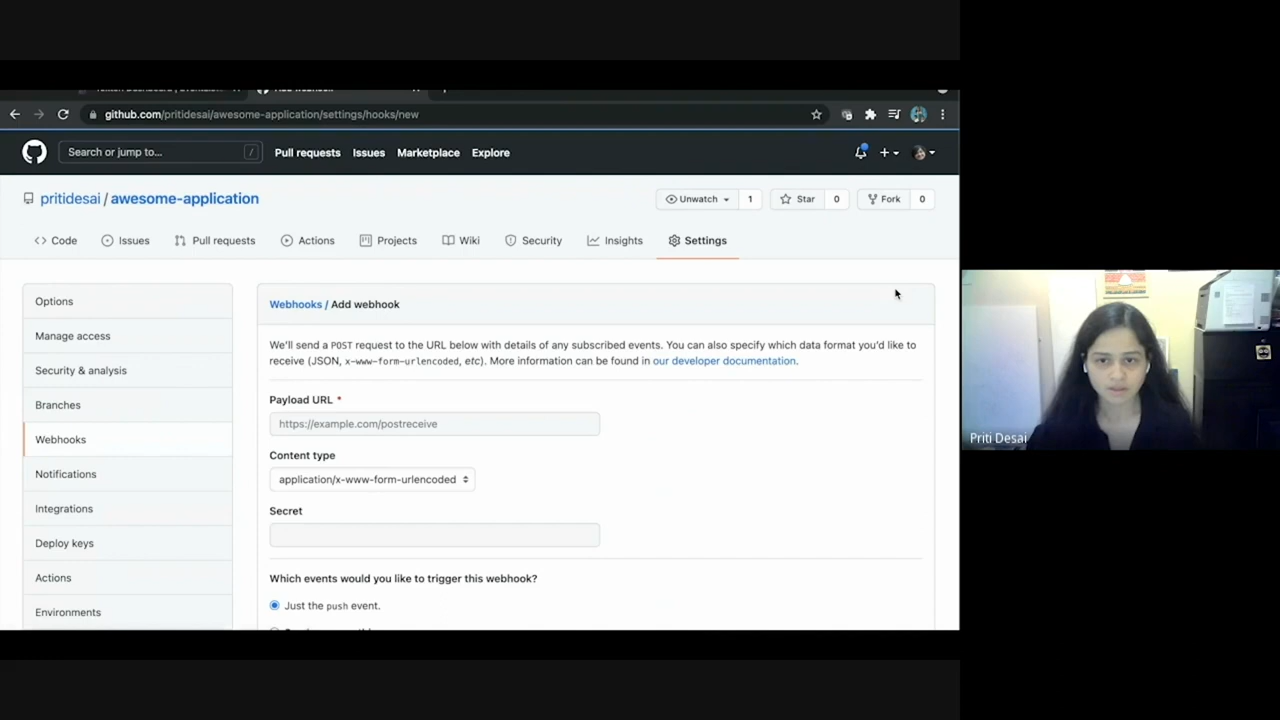 github.com/pritidesai/awesome-application/settings/hooks/new
Search or jump to... /
Pull requests Issues Marketplace Explore
pritidesai / awesome-application
Unwatch 1 Star 0 Fork 0
Code Issues Pull requests Actions Projects Wiki Security Insights Settings
Options
Manage access
Security & analysis
Branches
Webhooks
Notifications
Integrations
Deploy keys
Actions
Environments
Webhooks / Add webhook
We'll send a POST request to the URL below with details of any subscribed events. You can also specify which data format you'd like to
receive (JSON, x-www-form-urlencoded, etc). More information can be found in our developer documentation.
Payload URL *
https://example.com/postreceive
Content type
application/x-www-form-urlencoded
Secret
Which events would you like to trigger this webhook?
Just the push event.
Priti Desai